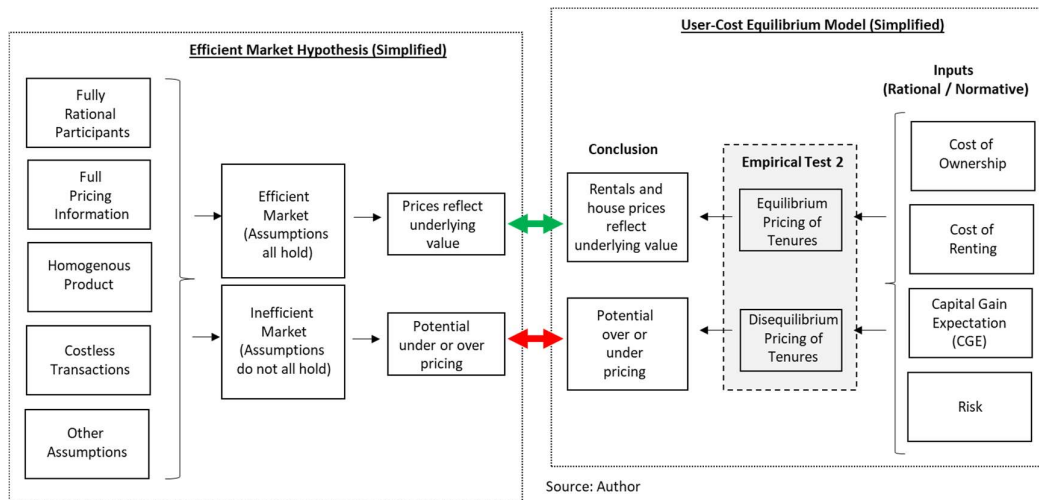 Efficient Market Hypothesis (Simplified)
Fully
Rational
Participants
Full
Pricing
Information
Homogenous
Product
Costless
Transactions
Other
Assumptions
Efficient
Market
(Assumptions
all hold)
Inefficient
Market
(Assumptions
do not all hold)
Prices reflect
underlying
value
Potential
under or over
pricing
User-Cost Equilibrium Model (Simplified)
Conclusion
Rentals and
house prices
reflect
underlying value
Potential
over or
under
pricing
Empirical Test 2
Equilibrium
Pricing of
Tenures
Disequilibrium
Pricing of
Tenures
Inputs
(Rational / Normative)
Cost of
Ownership
Cost of
Renting
Capital Gain
Expectation
(CGE)
Risk
Source: Author